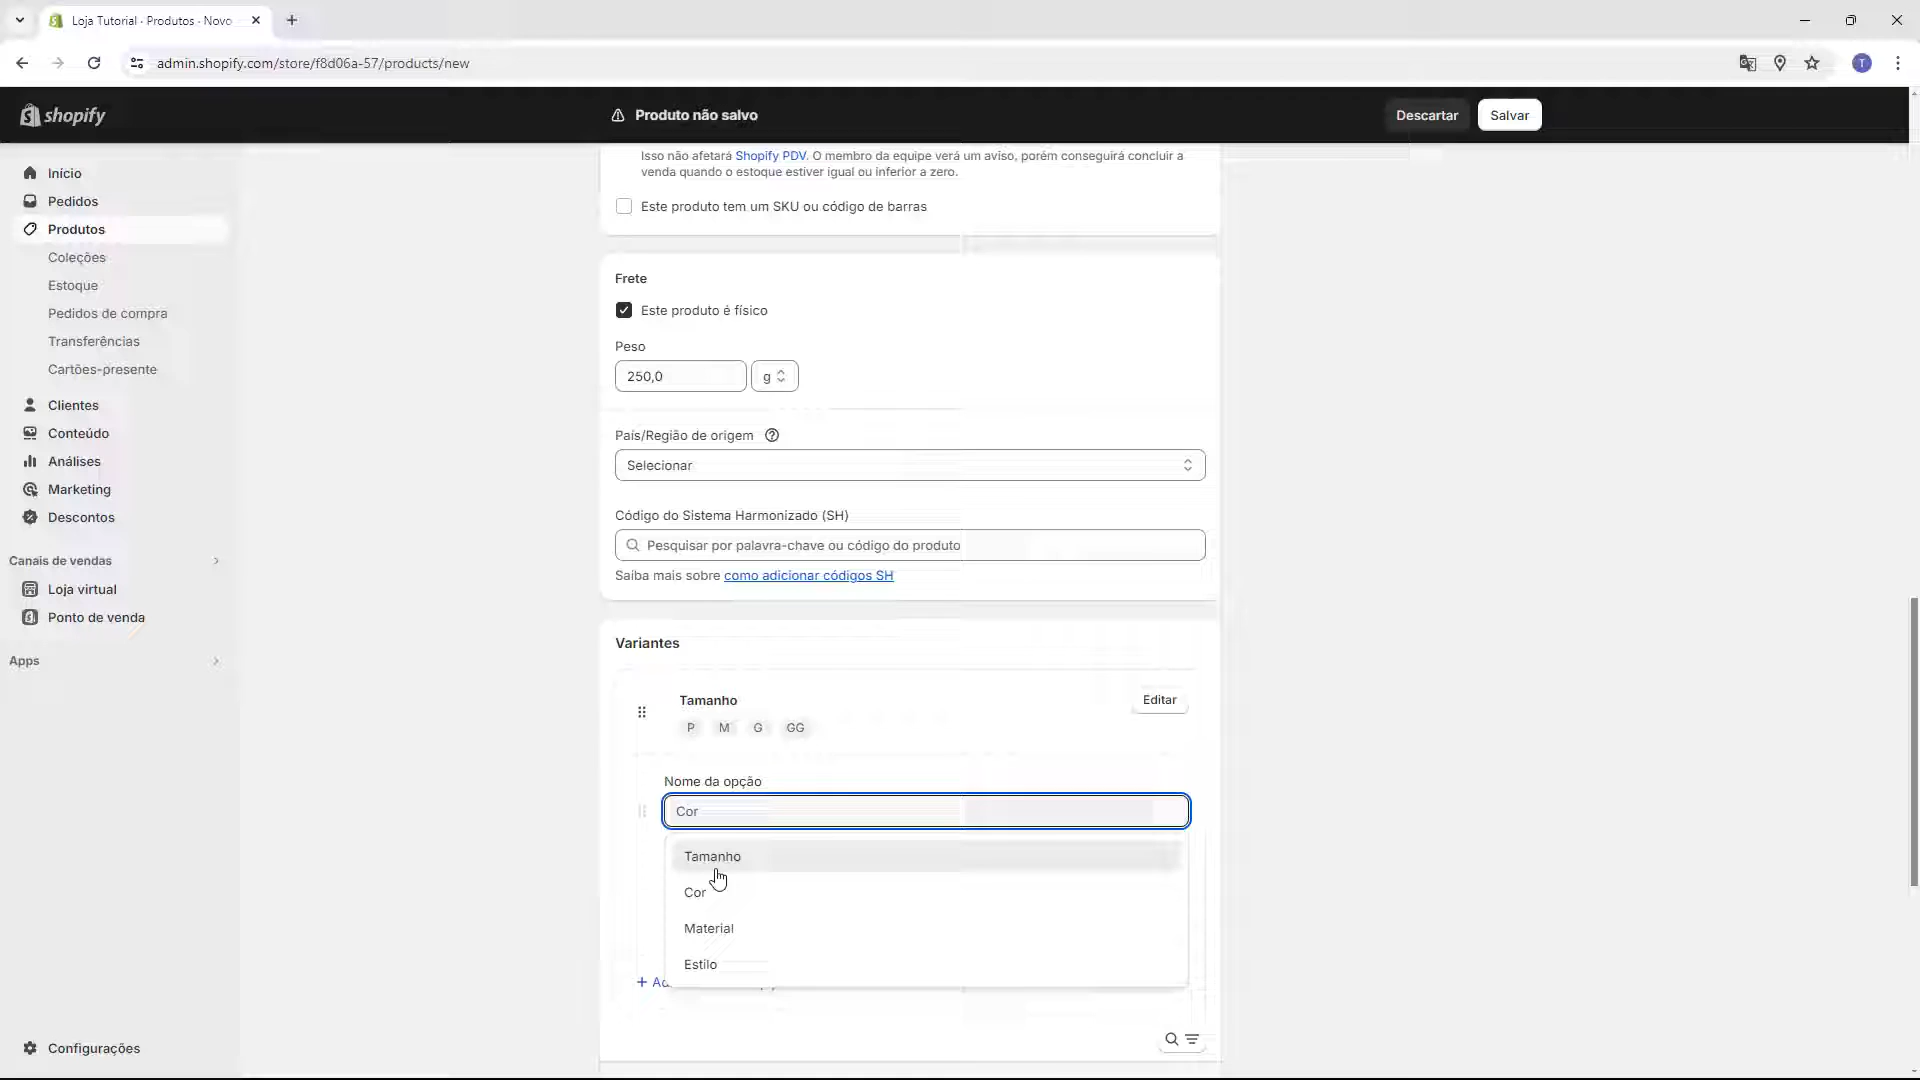 Loja Tutorial · Produtos · Novo
admin.shopify.com/store/f8d06a-57/products/new
T
shopify
Produto não salvo
Descartar
Salvar
Início
Pedidos
Produtos
Coleções
Estoque
Pedidos de compra
Transferências
Cartões-presente
Clientes
Conteúdo
Análises
Marketing
Descontos
Canais de vendas
Loja virtual
Ponto de venda
Apps
Configurações
Isso não afetará Shopify PDV. O membro da equipe verá um aviso, porém conseguirá concluir a
venda quando o estoque estiver igual ou inferior a zero.
Este produto tem um SKU ou código de barras
Frete
Este produto é físico
Peso
250,0
g
País/Região de origem
Selecionar
Código do Sistema Harmonizado (SH)
Pesquisar por palavra-chave ou código do produto
Saiba mais sobre como adicionar códigos SH
Variantes
Tamanho
Editar
P M G GG
Nome da opção
Cor
Tamanho
Cor
Material
Estilo